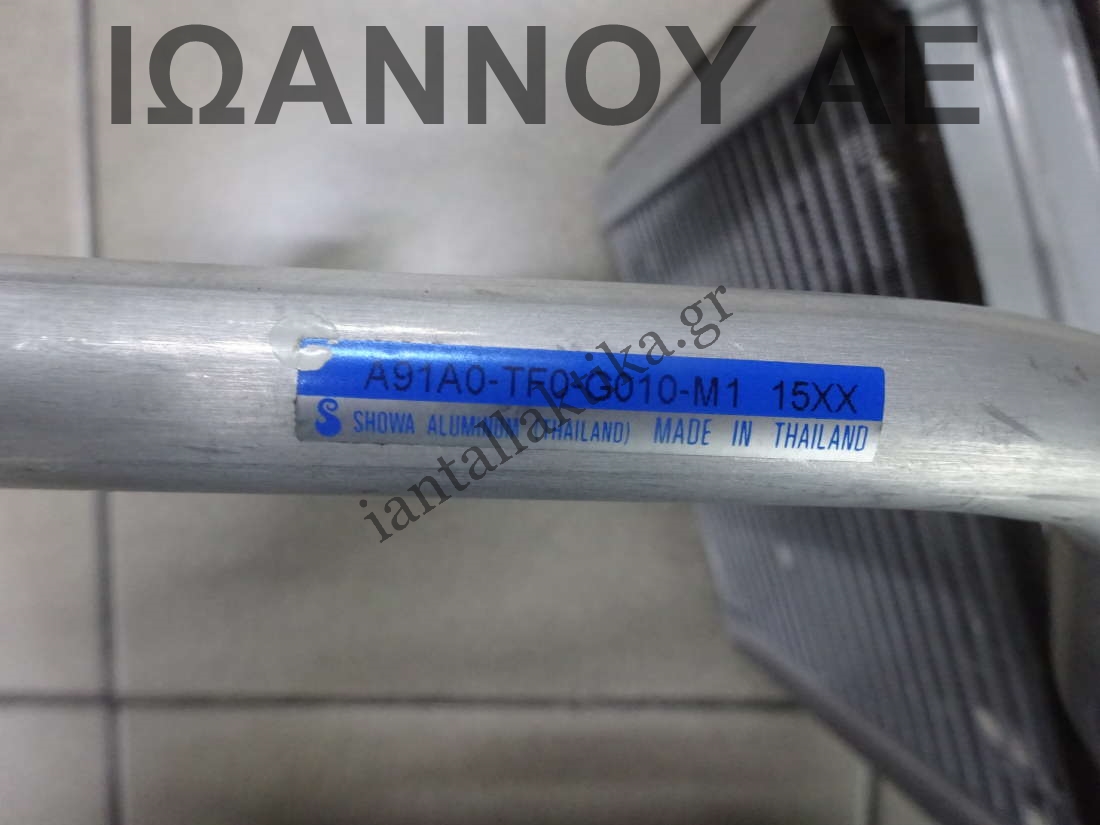 ΙΩΑΝΝΟΥ ΑΕ
A91A0-TF0-G010-M1 15XX
SHOWA ALUMINUM (THAILAND) MADE IN THAILAND
iantallaktika.gr